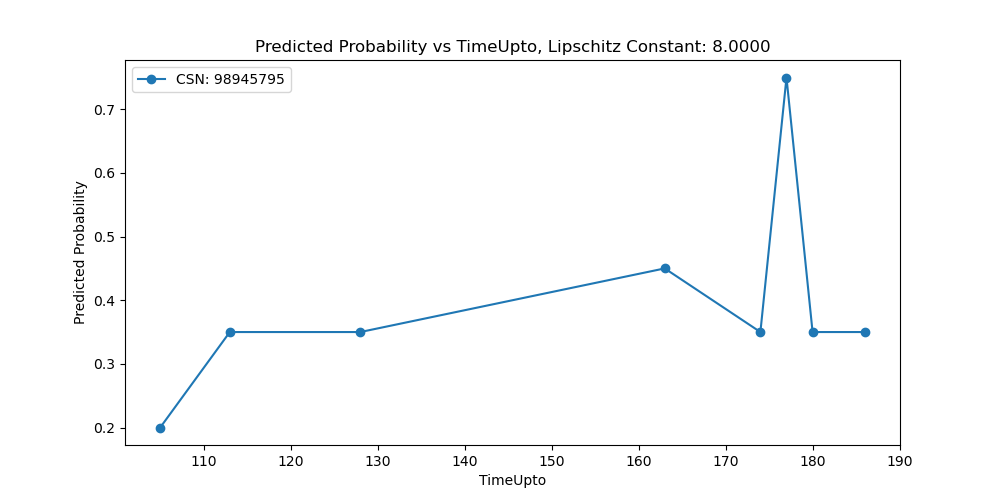 Predicted Probability vs TimeUpto, Lipschitz Constant: 8.0000
CSN: 98945795
Predicted Probability
0.7
0.6
0.5
0.4
0.3
0.2
110 120 130 140 150 160 170 180 190
TimeUpto